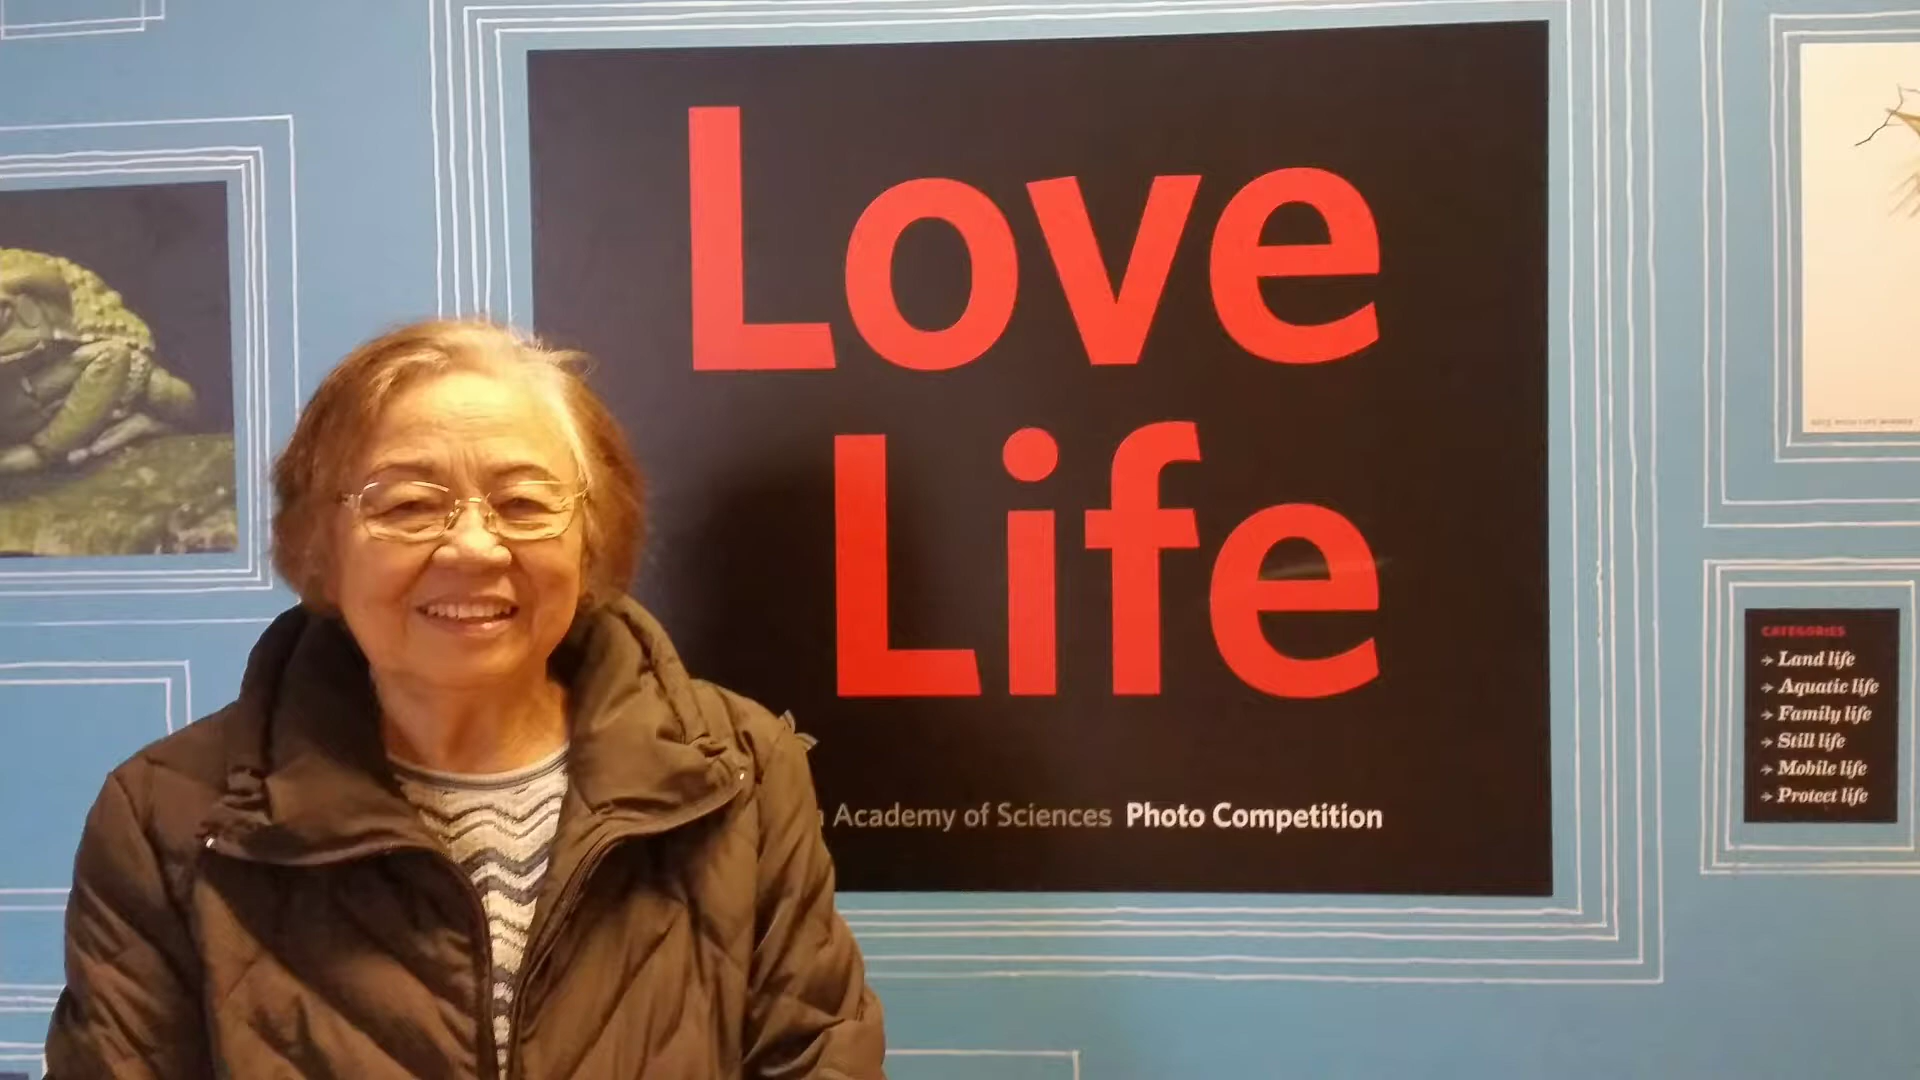 Love
Life
Academy of Sciences Photo Competition
CATEGORIES
→ Land life
→ Aquatic life
→ Family life
→ Still life
→ Mobile life
→ Protect life